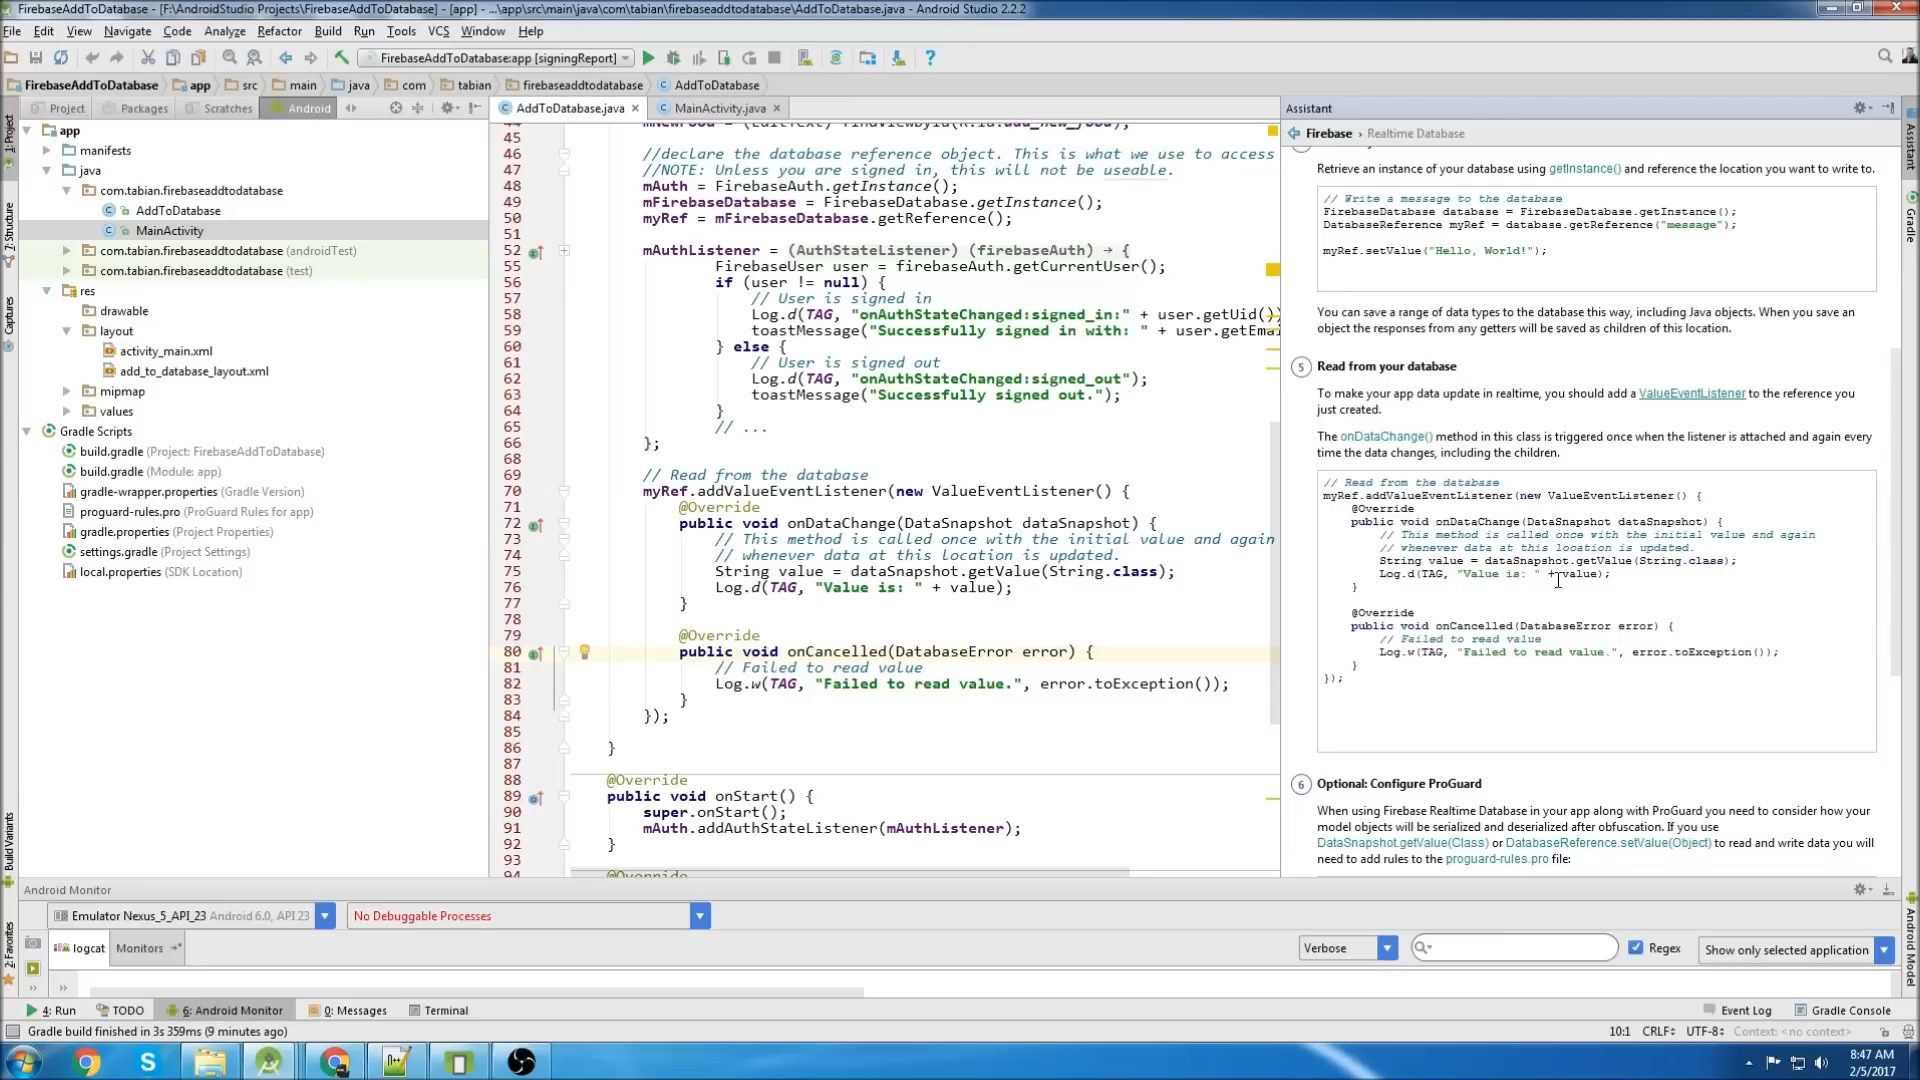 FirebaseAddToDatabase - [F:\AndroidStudio Projects\FirebaseAddToDatabase] - [app] - ...\app\src\main\java\com\tabian\firebaseaddtodatabase\AddToDatabase.java - Android Studio 2.2.2
File Edit View Navigate Code Analyze Refactor Build Run Tools VCS Window Help
FirebaseAddToDatabase:app [signingReport]
FirebaseAddToDatabase app src main java com tabian firebaseaddtodatabase AddToDatabase
Project Packages Scratches Android
AddToDatabase.java MainActivity.java
Assistant
1: Project
7: Structure
Captures
Build Variants
2: Favorites
app
manifests
java
com.tabian.firebaseaddtodatabase
AddToDatabase
MainActivity
com.tabian.firebaseaddtodatabase (androidTest)
com.tabian.firebaseaddtodatabase (test)
res
drawable
layout
activity_main.xml
add_to_database_layout.xml
mipmap
values
Gradle Scripts
build.gradle (Project: FirebaseAddToDatabase)
build.gradle (Module: app)
gradle-wrapper.properties (Gradle Version)
proguard-rules.pro (ProGuard Rules for app)
gradle.properties (Project Properties)
settings.gradle (Project Settings)
local.properties (SDK Location)
45
46 //declare the database reference object. This is what we use to access
47 //NOTE: Unless you are signed in, this will not be useable.
48 mAuth = FirebaseAuth.getInstance();
49 mFirebaseDatabase = FirebaseDatabase.getInstance();
50 myRef = mFirebaseDatabase.getReference();
51
52 mAuthListener = (AuthStateListener) (firebaseAuth) → {
55 FirebaseUser user = firebaseAuth.getCurrentUser();
56 if (user != null) {
57 // User is signed in
58 Log.d(TAG, "onAuthStateChanged:signed_in:" + user.getUid())
59 toastMessage("Successfully signed in with: " + user.getEma
60 } else {
61 // User is signed out
62 Log.d(TAG, "onAuthStateChanged:signed_out");
63 toastMessage("Successfully signed out.");
64 }
65 // ...
66 };
68
69 // Read from the database
70 myRef.addValueEventListener(new ValueEventListener() {
71 @Override
72 public void onDataChange(DataSnapshot dataSnapshot) {
73 // This method is called once with the initial value and again
74 // whenever data at this location is updated.
75 String value = dataSnapshot.getValue(String.class);
76 Log.d(TAG, "Value is: " + value);
77 }
78
79 @Override
80 public void onCancelled(DatabaseError error) {
81 // Failed to read value
82 Log.w(TAG, "Failed to read value.", error.toException());
83 }
84 });
85
86 }
87
88 @Override
89 public void onStart() {
90 super.onStart();
91 mAuth.addAuthStateListener(mAuthListener);
92 }
93
94 @Override
Firebase › Realtime Database
Retrieve an instance of your database using getInstance() and reference the location you want to write to.
// Write a message to the database
FirebaseDatabase database = FirebaseDatabase.getInstance();
DatabaseReference myRef = database.getReference("message");
myRef.setValue("Hello, World!");
You can save a range of data types to the database this way, including Java objects. When you save an
object the responses from any getters will be saved as children of this location.
5 Read from your database
To make your app data update in realtime, you should add a ValueEventListener to the reference you
just created.
The onDataChange() method in this class is triggered once when the listener is attached and again every
time the data changes, including the children.
// Read from the database
myRef.addValueEventListener(new ValueEventListener() {
@Override
public void onDataChange(DataSnapshot dataSnapshot) {
// This method is called once with the initial value and again
// whenever data at this location is updated.
String value = dataSnapshot.getValue(String.class);
Log.d(TAG, "Value is: " + value);
}
@Override
public void onCancelled(DatabaseError error) {
// Failed to read value
Log.w(TAG, "Failed to read value.", error.toException());
}
});
6 Optional: Configure ProGuard
When using Firebase Realtime Database in your app along with ProGuard you need to consider how your
model objects will be serialized and deserialized after obfuscation. If you use
DataSnapshot.getValue(Class) or DatabaseReference.setValue(Object) to read and write data you will
need to add rules to the proguard-rules.pro file:
Assistant
Gradle
Android Model
Android Monitor
Emulator Nexus_5_API_23 Android 6.0, API 23
No Debuggable Processes
logcat Monitors
Verbose
Regex
Show only selected application
4: Run TODO 6: Android Monitor 0: Messages Terminal
Event Log Gradle Console
Gradle build finished in 3s 359ms (9 minutes ago)
10:1 CRLF UTF-8 Context: <no context>
8:47 AM
2/5/2017